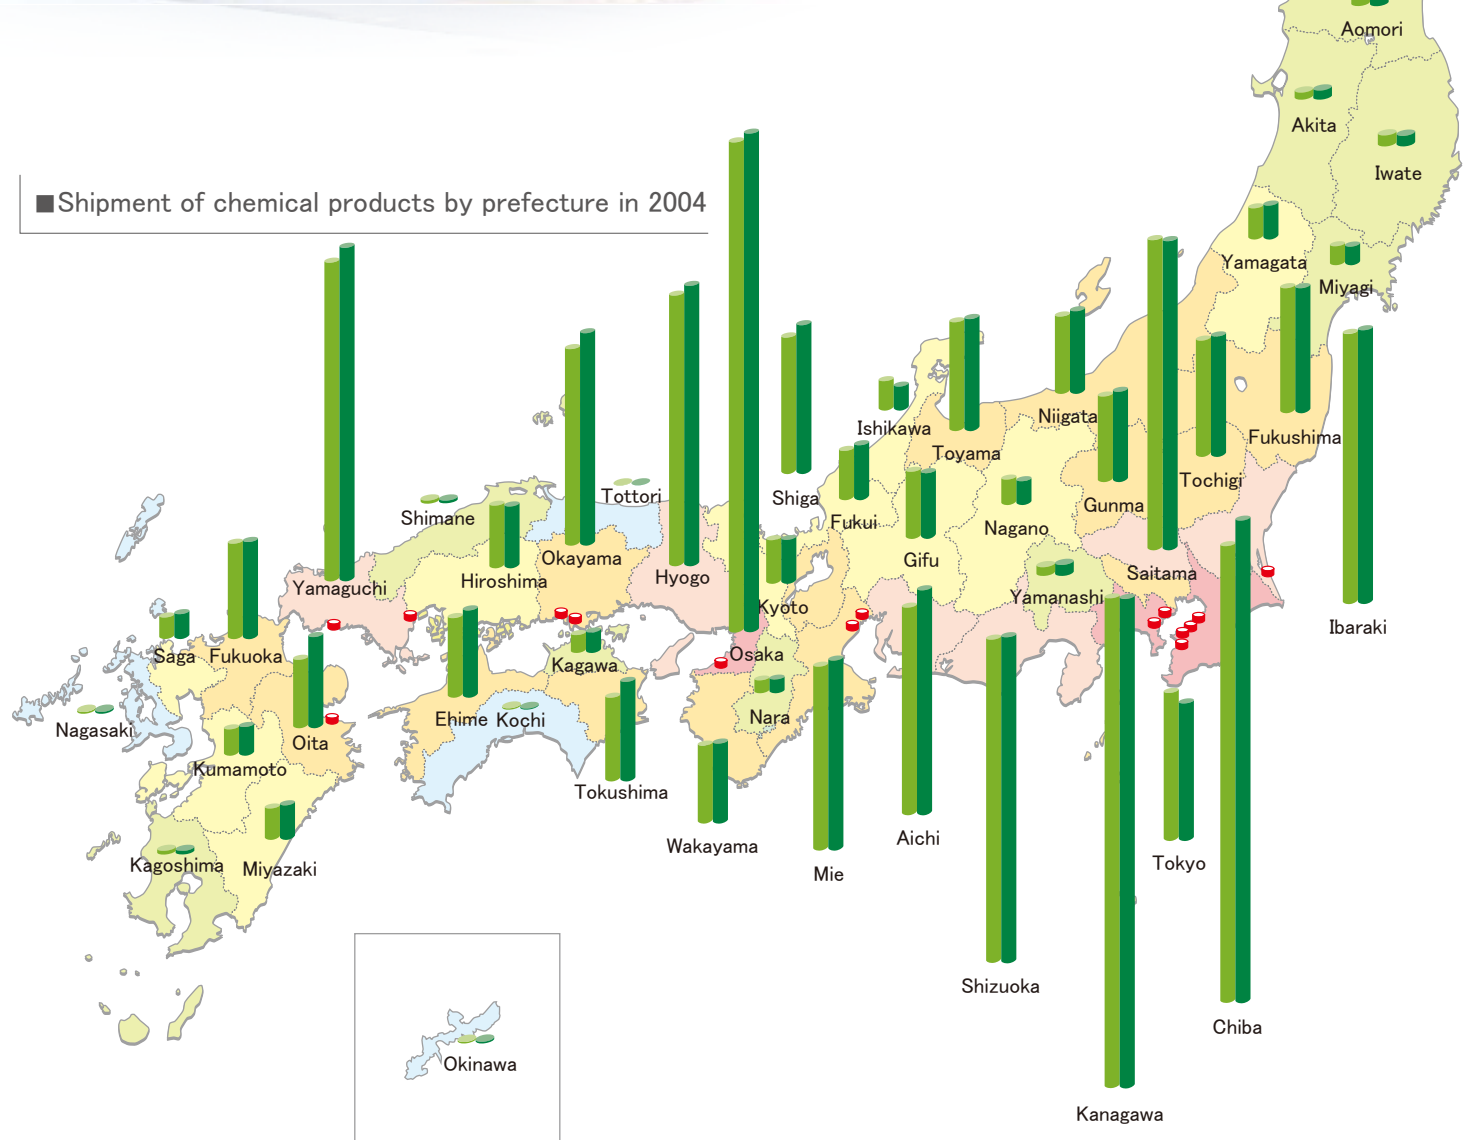 Aomori
Akita
Iwate
■Shipment of chemical products by prefecture in 2004
Yamagata
Miyagi
Niigata
Ishikawa
Toyama
Fukushima
Tochigi
Shiga
Tottori
Shimane
Gunma
Fukui
Nagano
Okayama
Gifu
Saitama
Hyogo
Hiroshima
Yamaguchi
Yamanashi
Kyoto
Ibaraki
Osaka
Saga
Fukuoka
Kagawa
Nara
Ehime
Kochi
Nagasaki
Oita
Kumamoto
Tokushima
Aichi
Wakayama
Tokyo
Kagoshima
Miyazaki
Mie
Shizuoka
Chiba
Okinawa
Kanagawa